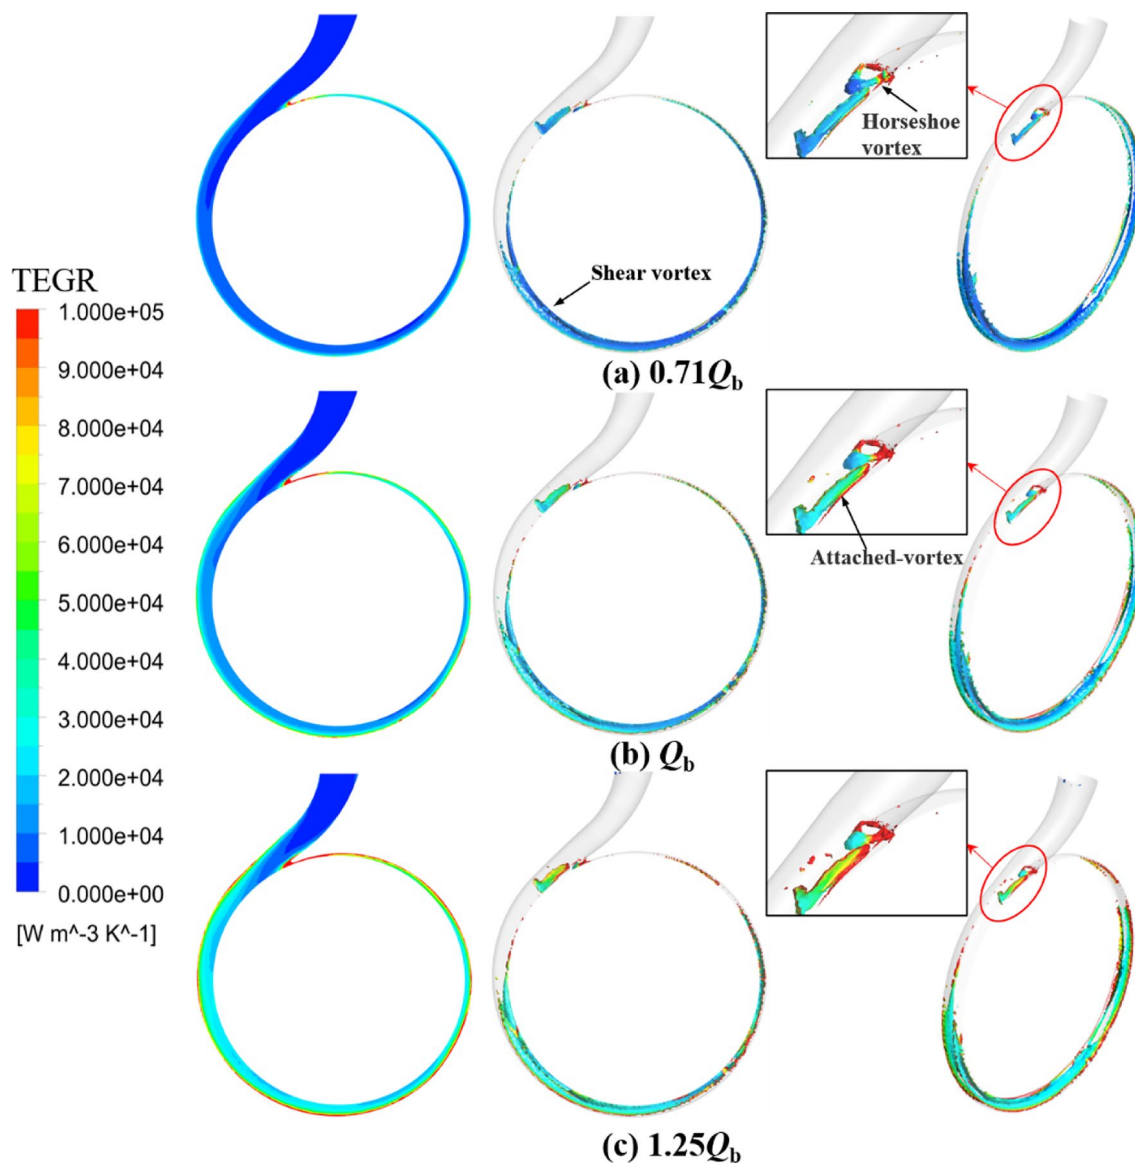 Horseshoe
vortex
Shear vortex
(a) 0.71Qb
TEGR
1.000e+05
9.000e+04
8.000e+04
7.000e+04
6.000e+04
5.000e+04
4.000e+04
3.000e+04
2.000e+04
1.000e+04
0.000e+00
[W m^-3 K^-1]
Attached-vortex
(b) Qb
(c) 1.25Qb